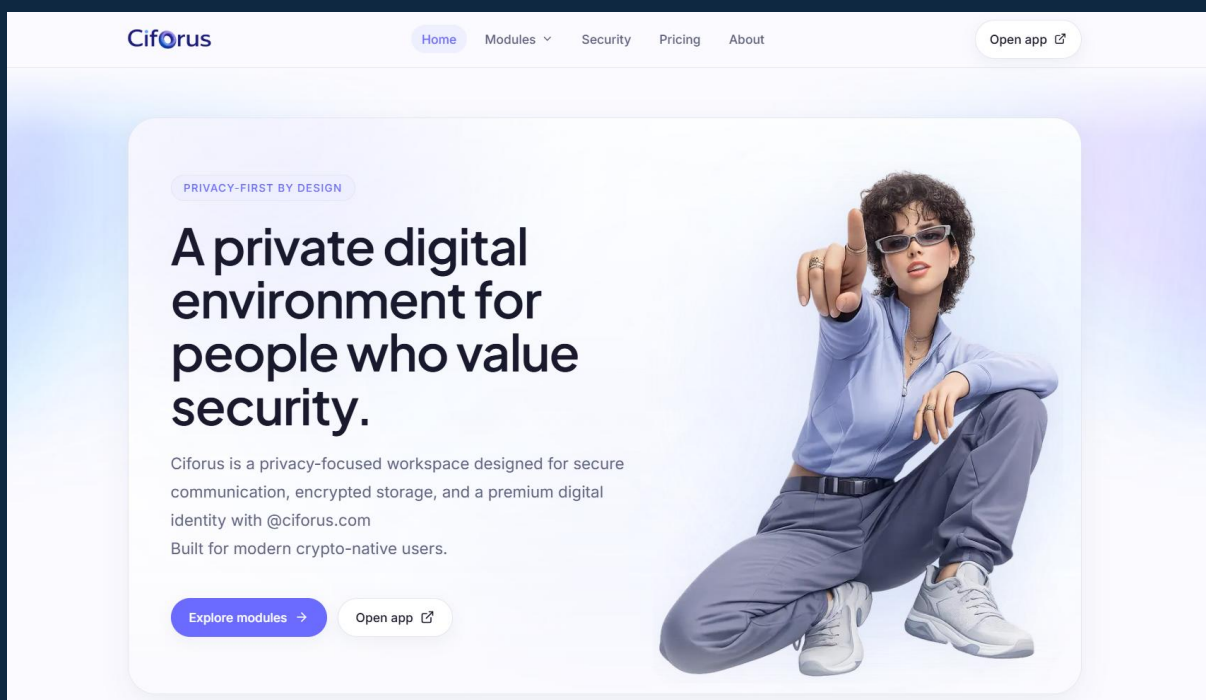 Ciforus
Home
Modules
Security
Pricing
About
Open app
PRIVACY-FIRST BY DESIGN
A private digital
environment for
people who value
security.
Ciforus is a privacy-focused workspace designed for secure
communication, encrypted storage, and a premium digital
identity with @ciforus.com
Built for modern crypto-native users.
Explore modules
Open app